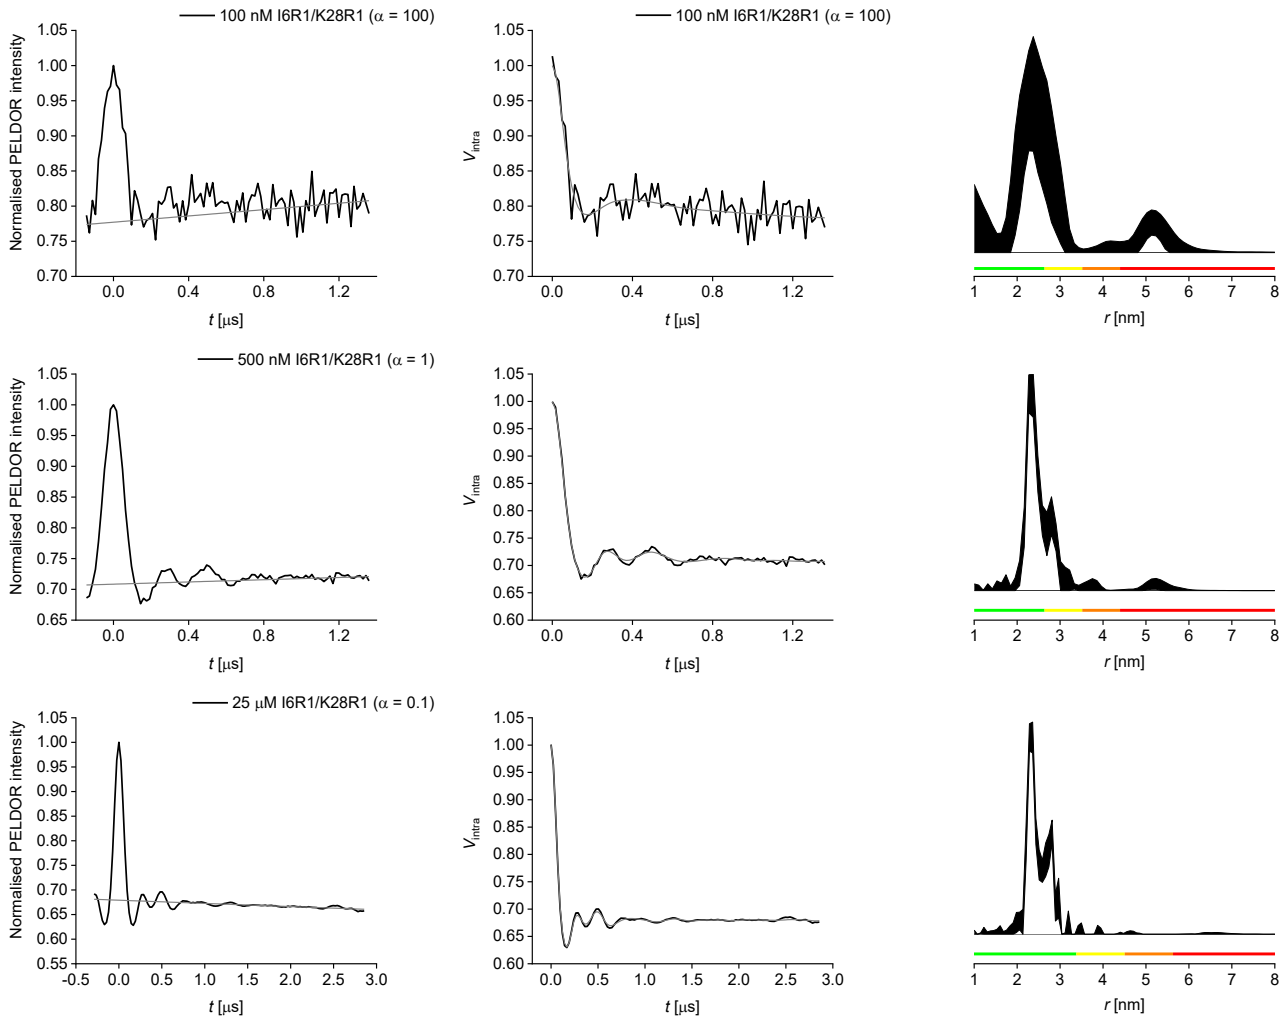 100 nM I6R1/K28R1 (α = 100)
Normalised PELDOR intensity
1.05
1.00
0.95
0.90
0.85
0.80
0.75
0.70
0.0 0.4 0.8 1.2
t [μs]
100 nM I6R1/K28R1 (α = 100)
Vintra
1.05
1.00
0.95
0.90
0.85
0.80
0.75
0.70
0.0 0.4 0.8 1.2
t [μs]
1 2 3 4 5 6 7 8
r [nm]
500 nM I6R1/K28R1 (α = 1)
Normalised PELDOR intensity
1.05
1.00
0.95
0.90
0.85
0.80
0.75
0.70
0.65
0.0 0.4 0.8 1.2
t [μs]
Vintra
1.05
1.00
0.95
0.90
0.85
0.80
0.75
0.70
0.65
0.60
0.0 0.4 0.8 1.2
t [μs]
1 2 3 4 5 6 7 8
r [nm]
25 μM I6R1/K28R1 (α = 0.1)
Normalised PELDOR intensity
1.05
1.00
0.95
0.90
0.85
0.80
0.75
0.70
0.65
0.60
0.55
-0.5 0.0 0.5 1.0 1.5 2.0 2.5 3.0
t [μs]
Vintra
1.05
1.00
0.95
0.90
0.85
0.80
0.75
0.70
0.65
0.60
0.0 0.5 1.0 1.5 2.0 2.5 3.0
t [μs]
1 2 3 4 5 6 7 8
r [nm]